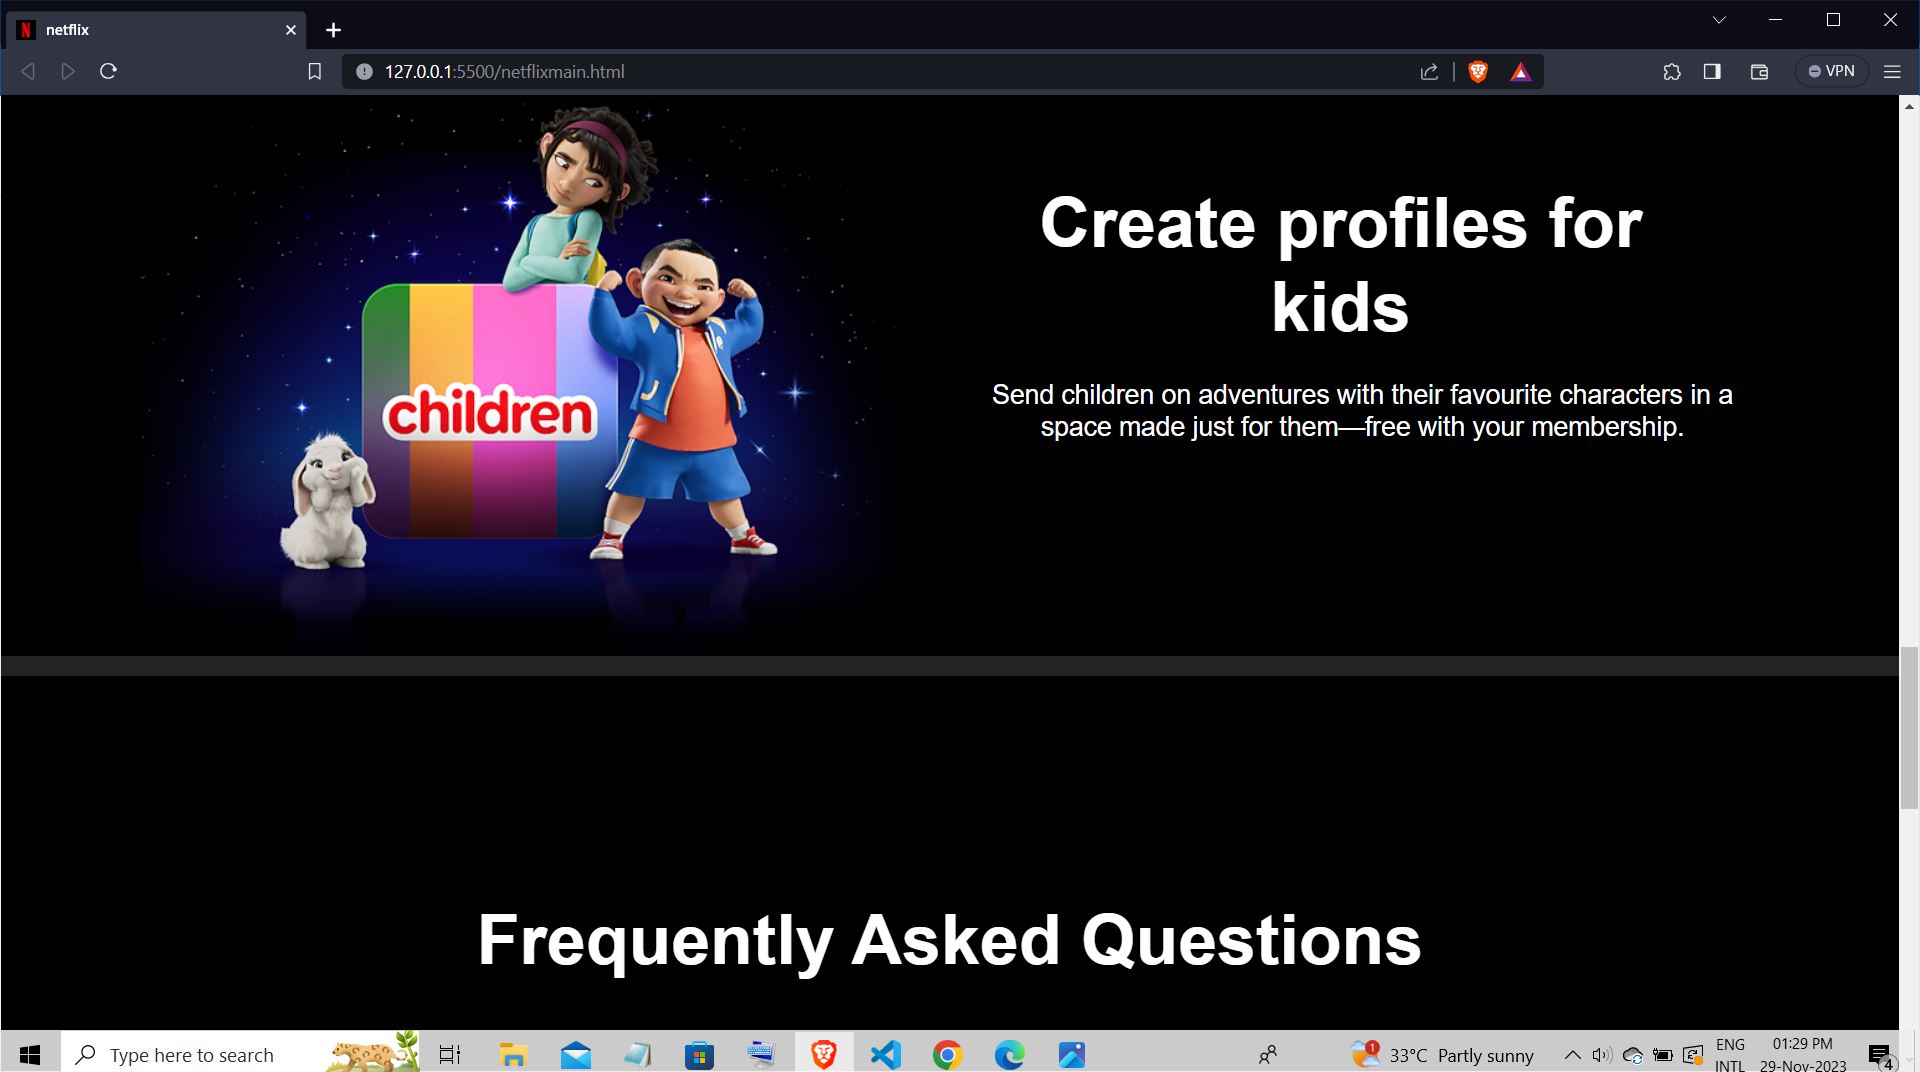 netflix
127.0.0.1:5500/netflixmain.html
VPN
Create profiles for
kids
Send children on adventures with their favourite characters in a
space made just for them—free with your membership.
children
Frequently Asked Questions
Type here to search
1
33°C Partly sunny
ENG
INTL
01:29 PM
29-Nov-2023
4